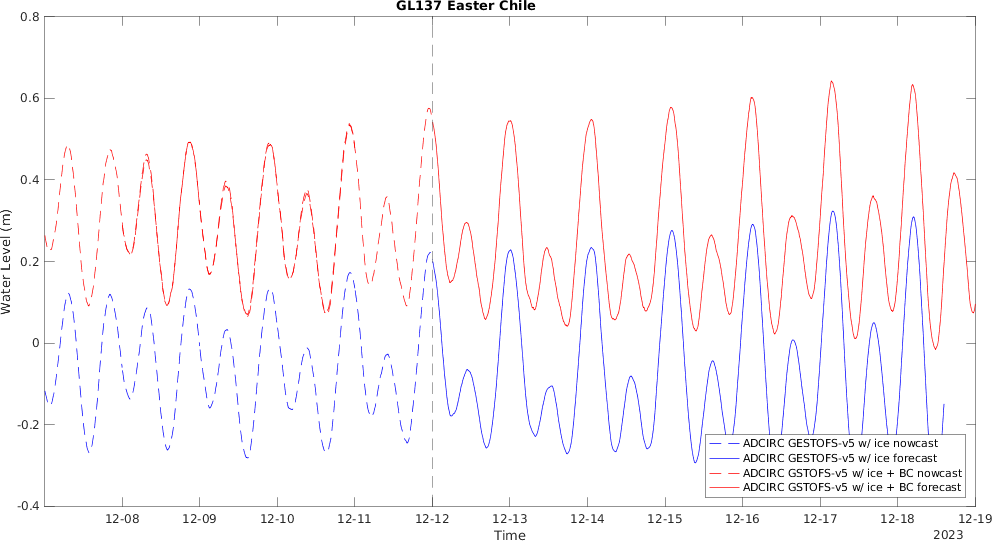 GL137 Easter Chile
Water Level (m)
0.8
0.6
0.4
0.2
0
-0.2
-0.4
12-08 12-09 12-10 12-11 12-12 12-13 12-14 12-15 12-16 12-17 12-18 12-19
Time
2023
ADCIRC GESTOFS-v5 w/ ice nowcast
ADCIRC GESTOFS-v5 w/ ice forecast
ADCIRC GSTOFS-v5 w/ ice + BC nowcast
ADCIRC GSTOFS-v5 w/ ice + BC forecast